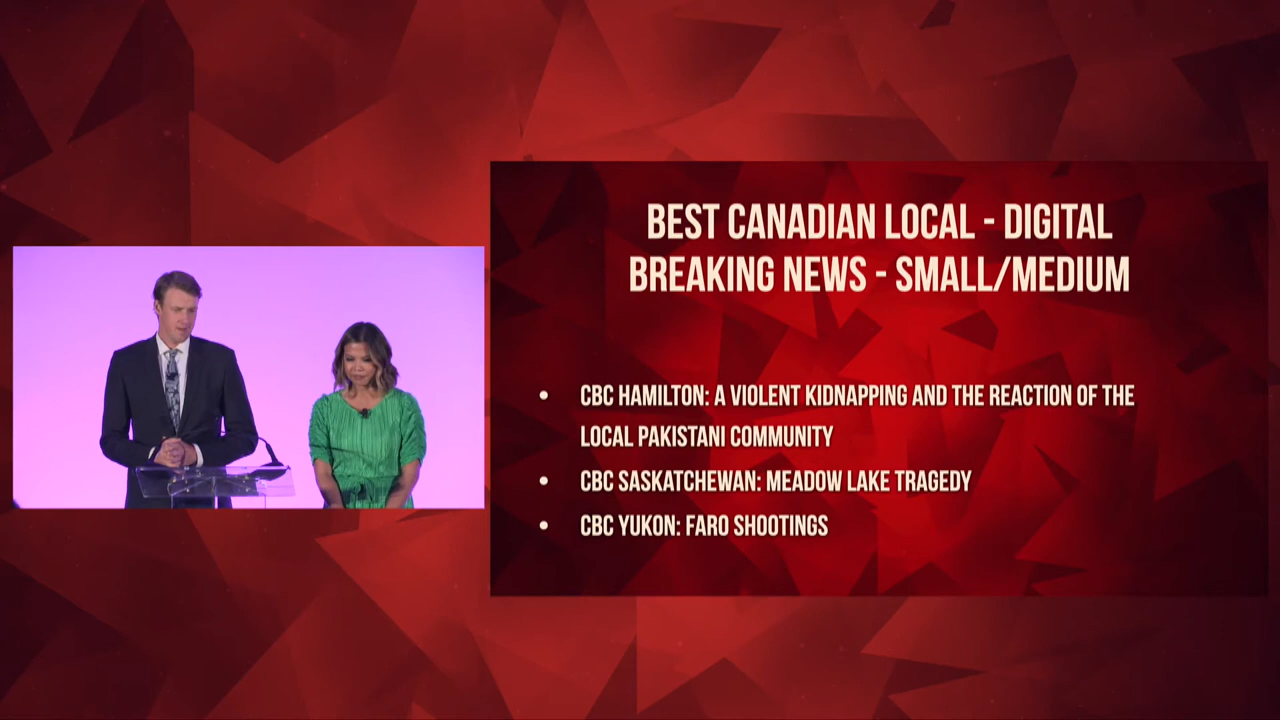 BEST CANADIAN LOCAL - DIGITAL
BREAKING NEWS - SMALL/MEDIUM
• CBC HAMILTON: A VIOLENT KIDNAPPING AND THE REACTION OF THE
LOCAL PAKISTANI COMMUNITY
• CBC SASKATCHEWAN: MEADOW LAKE TRAGEDY
• CBC YUKON: FARO SHOOTINGS